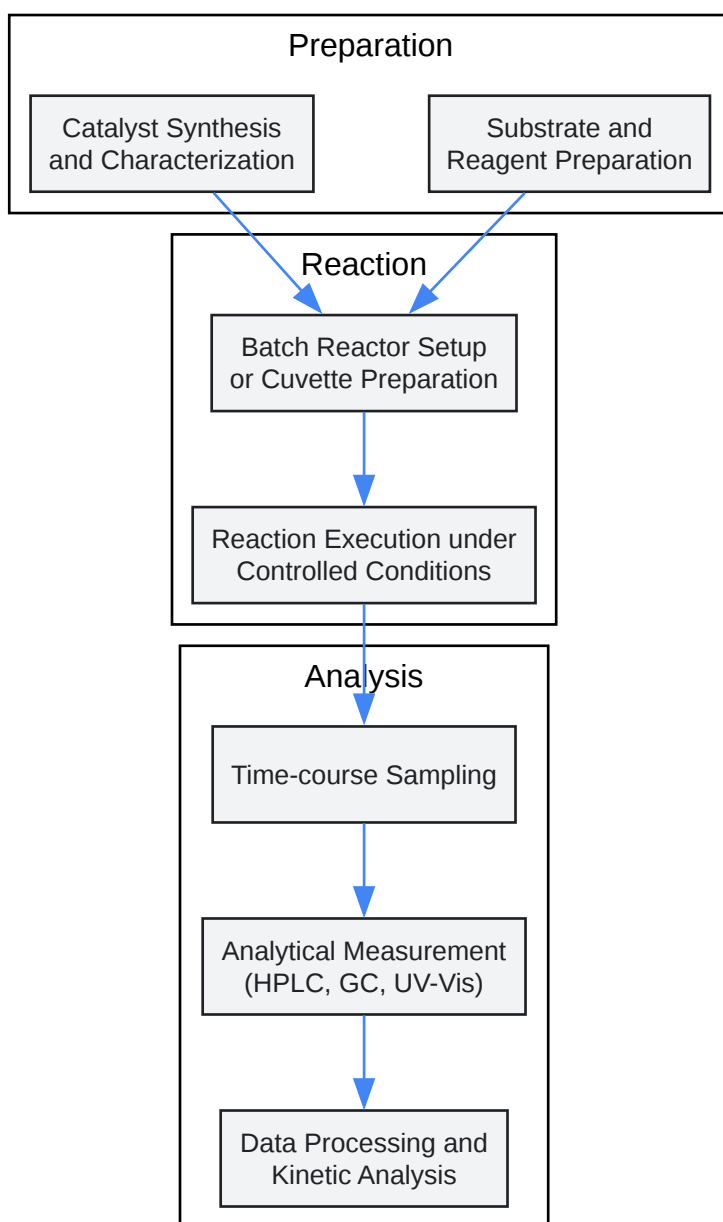 Preparation
Catalyst Synthesis
and Characterization
Substrate and
Reagent Preparation
Reaction
Batch Reactor Setup
or Cuvette Preparation
Reaction Execution under
Controlled Conditions
Analysis
Time-course Sampling
Analytical Measurement
(HPLC, GC, UV-Vis)
Data Processing and
Kinetic Analysis